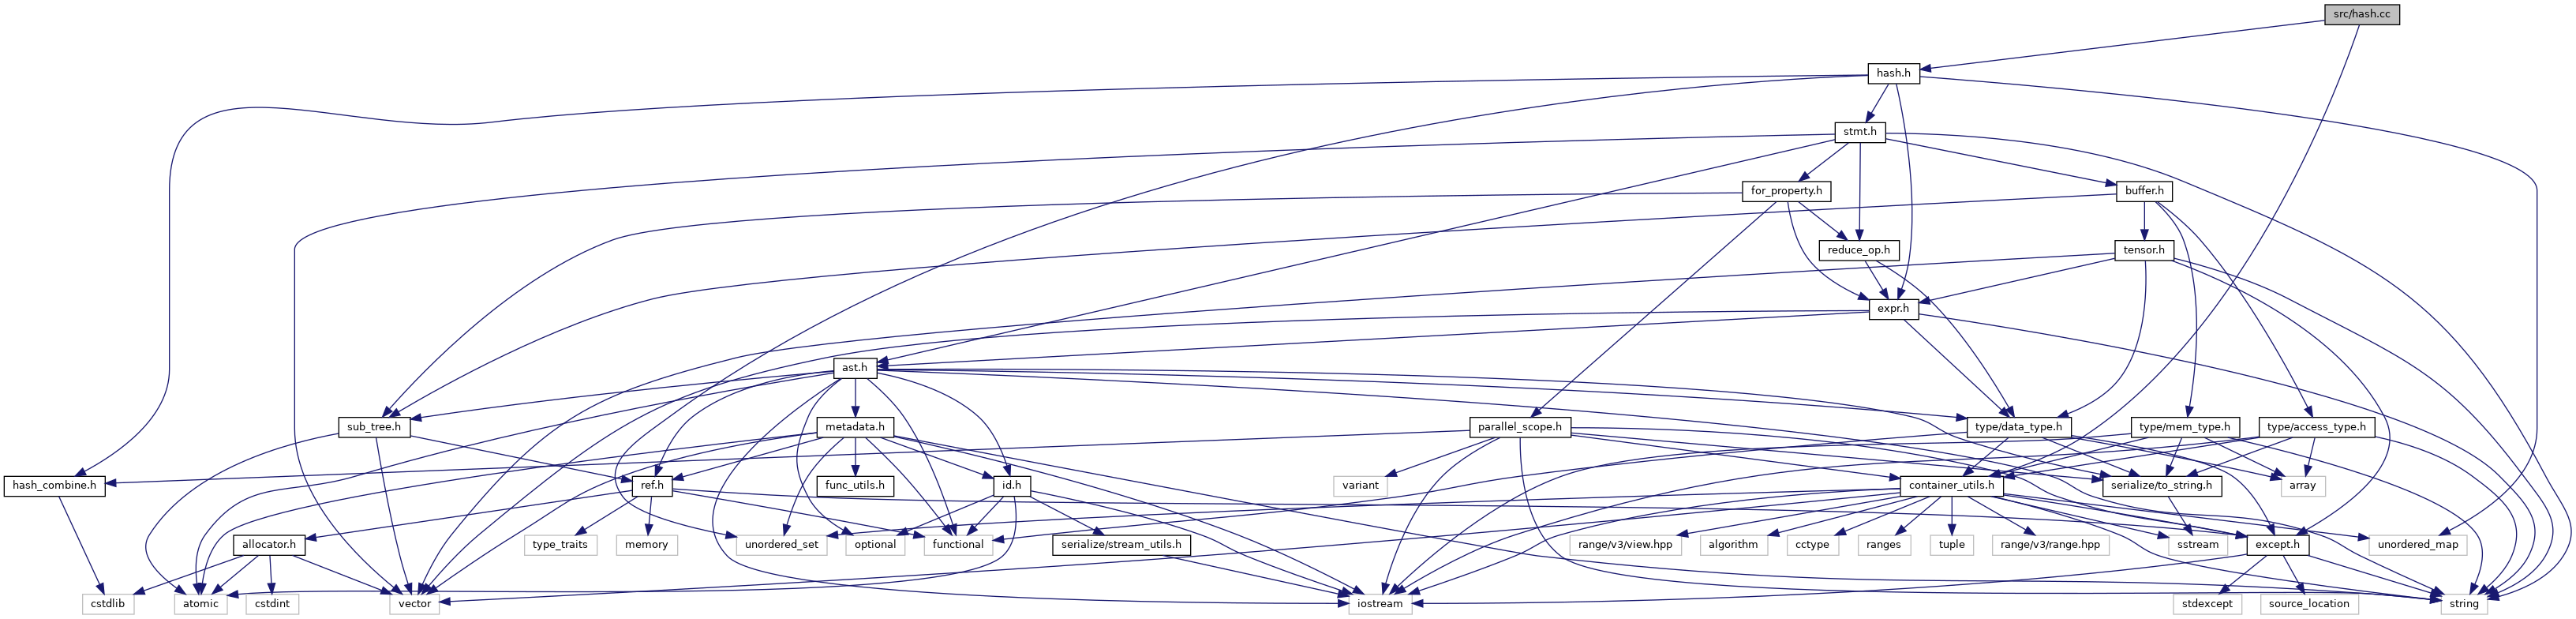 src/hash.cc
hash.h
stmt.h
for_property.h
buffer.h
reduce_op.h
tensor.h
expr.h
ast.h
sub_tree.h
metadata.h
parallel_scope.h
type/data_type.h
type/mem_type.h
type/access_type.h
hash_combine.h
ref.h
func_utils.h
id.h
variant
container_utils.h
serialize/to_string.h
array
allocator.h
type_traits
memory
unordered_set
optional
functional
serialize/stream_utils.h
range/v3/view.hpp
algorithm
cctype
ranges
tuple
range/v3/range.hpp
sstream
except.h
unordered_map
cstdlib
atomic
cstdint
vector
iostream
stdexcept
source_location
string